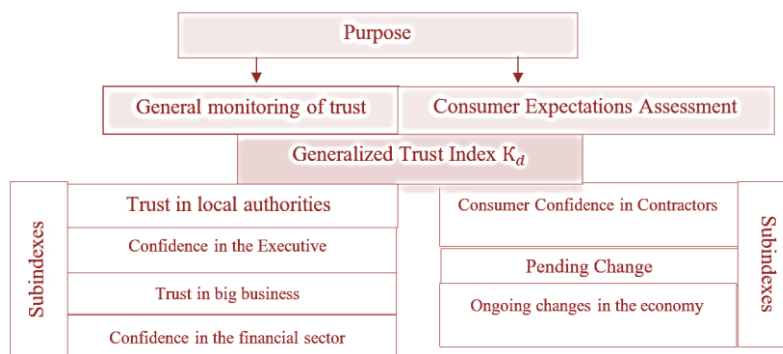 Purpose
General monitoring of trust
Consumer Expectations Assessment
Generalized Trust Index К𝑑
Subindexes
Trust in local authorities
Confidence in the Executive
Trust in big business
Confidence in the financial sector
Consumer Confidence in Contractors
Pending Change
Ongoing changes in the economy
Subindexes